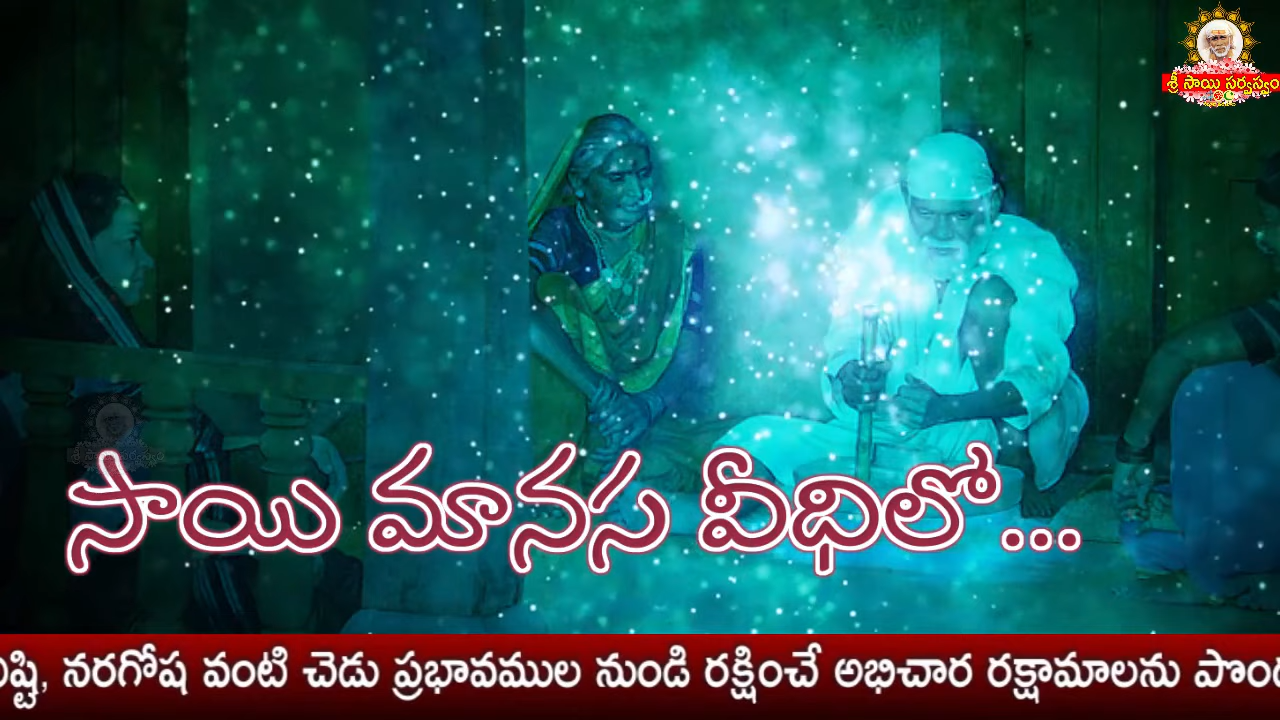 శ్రీ సాయి సర్వస్వం
సాయి మానస వీధిలో...
నరగోష వంటి చెడు ప్రభావముల నుండి రక్షించే అభిచార రక్షామాలను